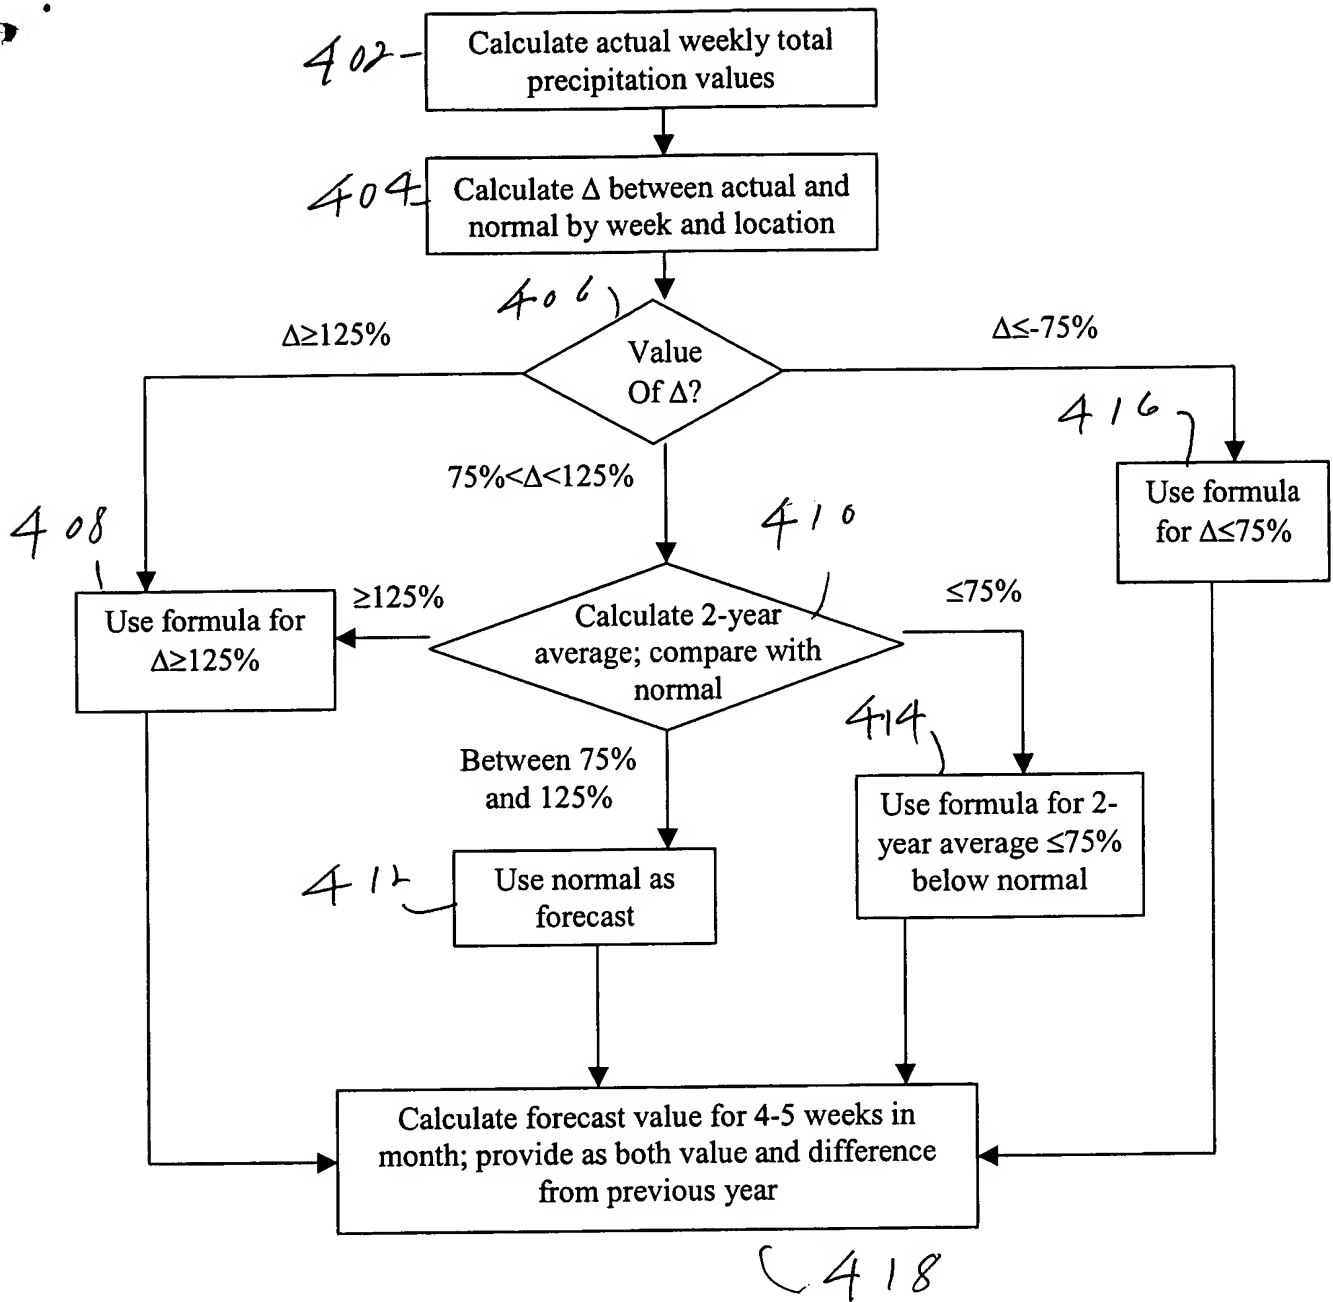 402
Calculate actual weekly total
precipitation values
404
Calculate Δ between actual and
normal by week and location
406
Δ≥125%
Value
Of Δ?
Δ≤-75%
416
75%<Δ<125%
Use formula
for Δ≤75%
408
410
Use formula for
Δ≥125%
≥125%
Calculate 2-year
average; compare with
normal
≤75%
414
Between 75%
and 125%
Use formula for 2-
year average ≤75%
below normal
412
Use normal as
forecast
Calculate forecast value for 4-5 weeks in
month; provide as both value and difference
from previous year
418